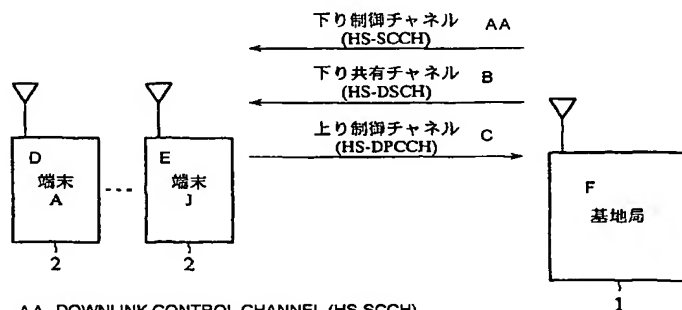 下り制御チャネル AA
(HS-SCCH)
下り共有チャネル B
(HS-DSCH)
上り制御チャネル C
(HS-DPCCH)
D
端末
A
E
端末
J
F
基地局
2
2
1
AA...DOWNLINK CONTROL CHANNEL (HS-SCCH)